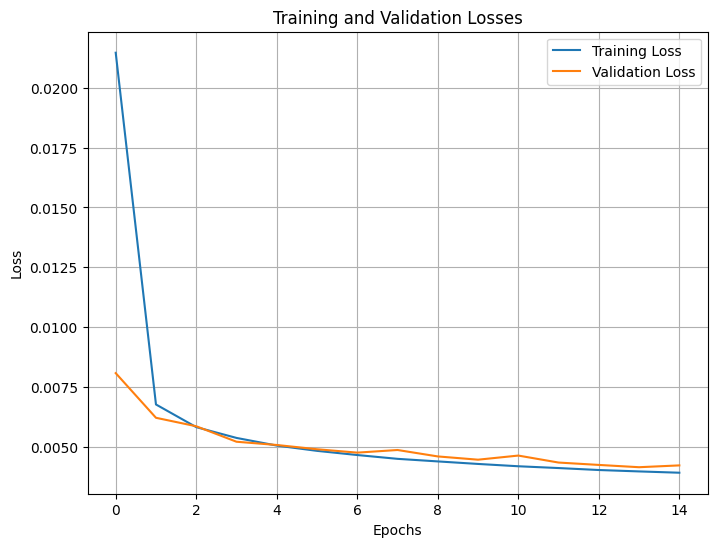 Training and Validation Losses
Training Loss
Validation Loss
0.0200
0.0175
0.0150
0.0125
0.0100
0.0075
0.0050
Loss
0 2 4 6 8 10 12 14
Epochs